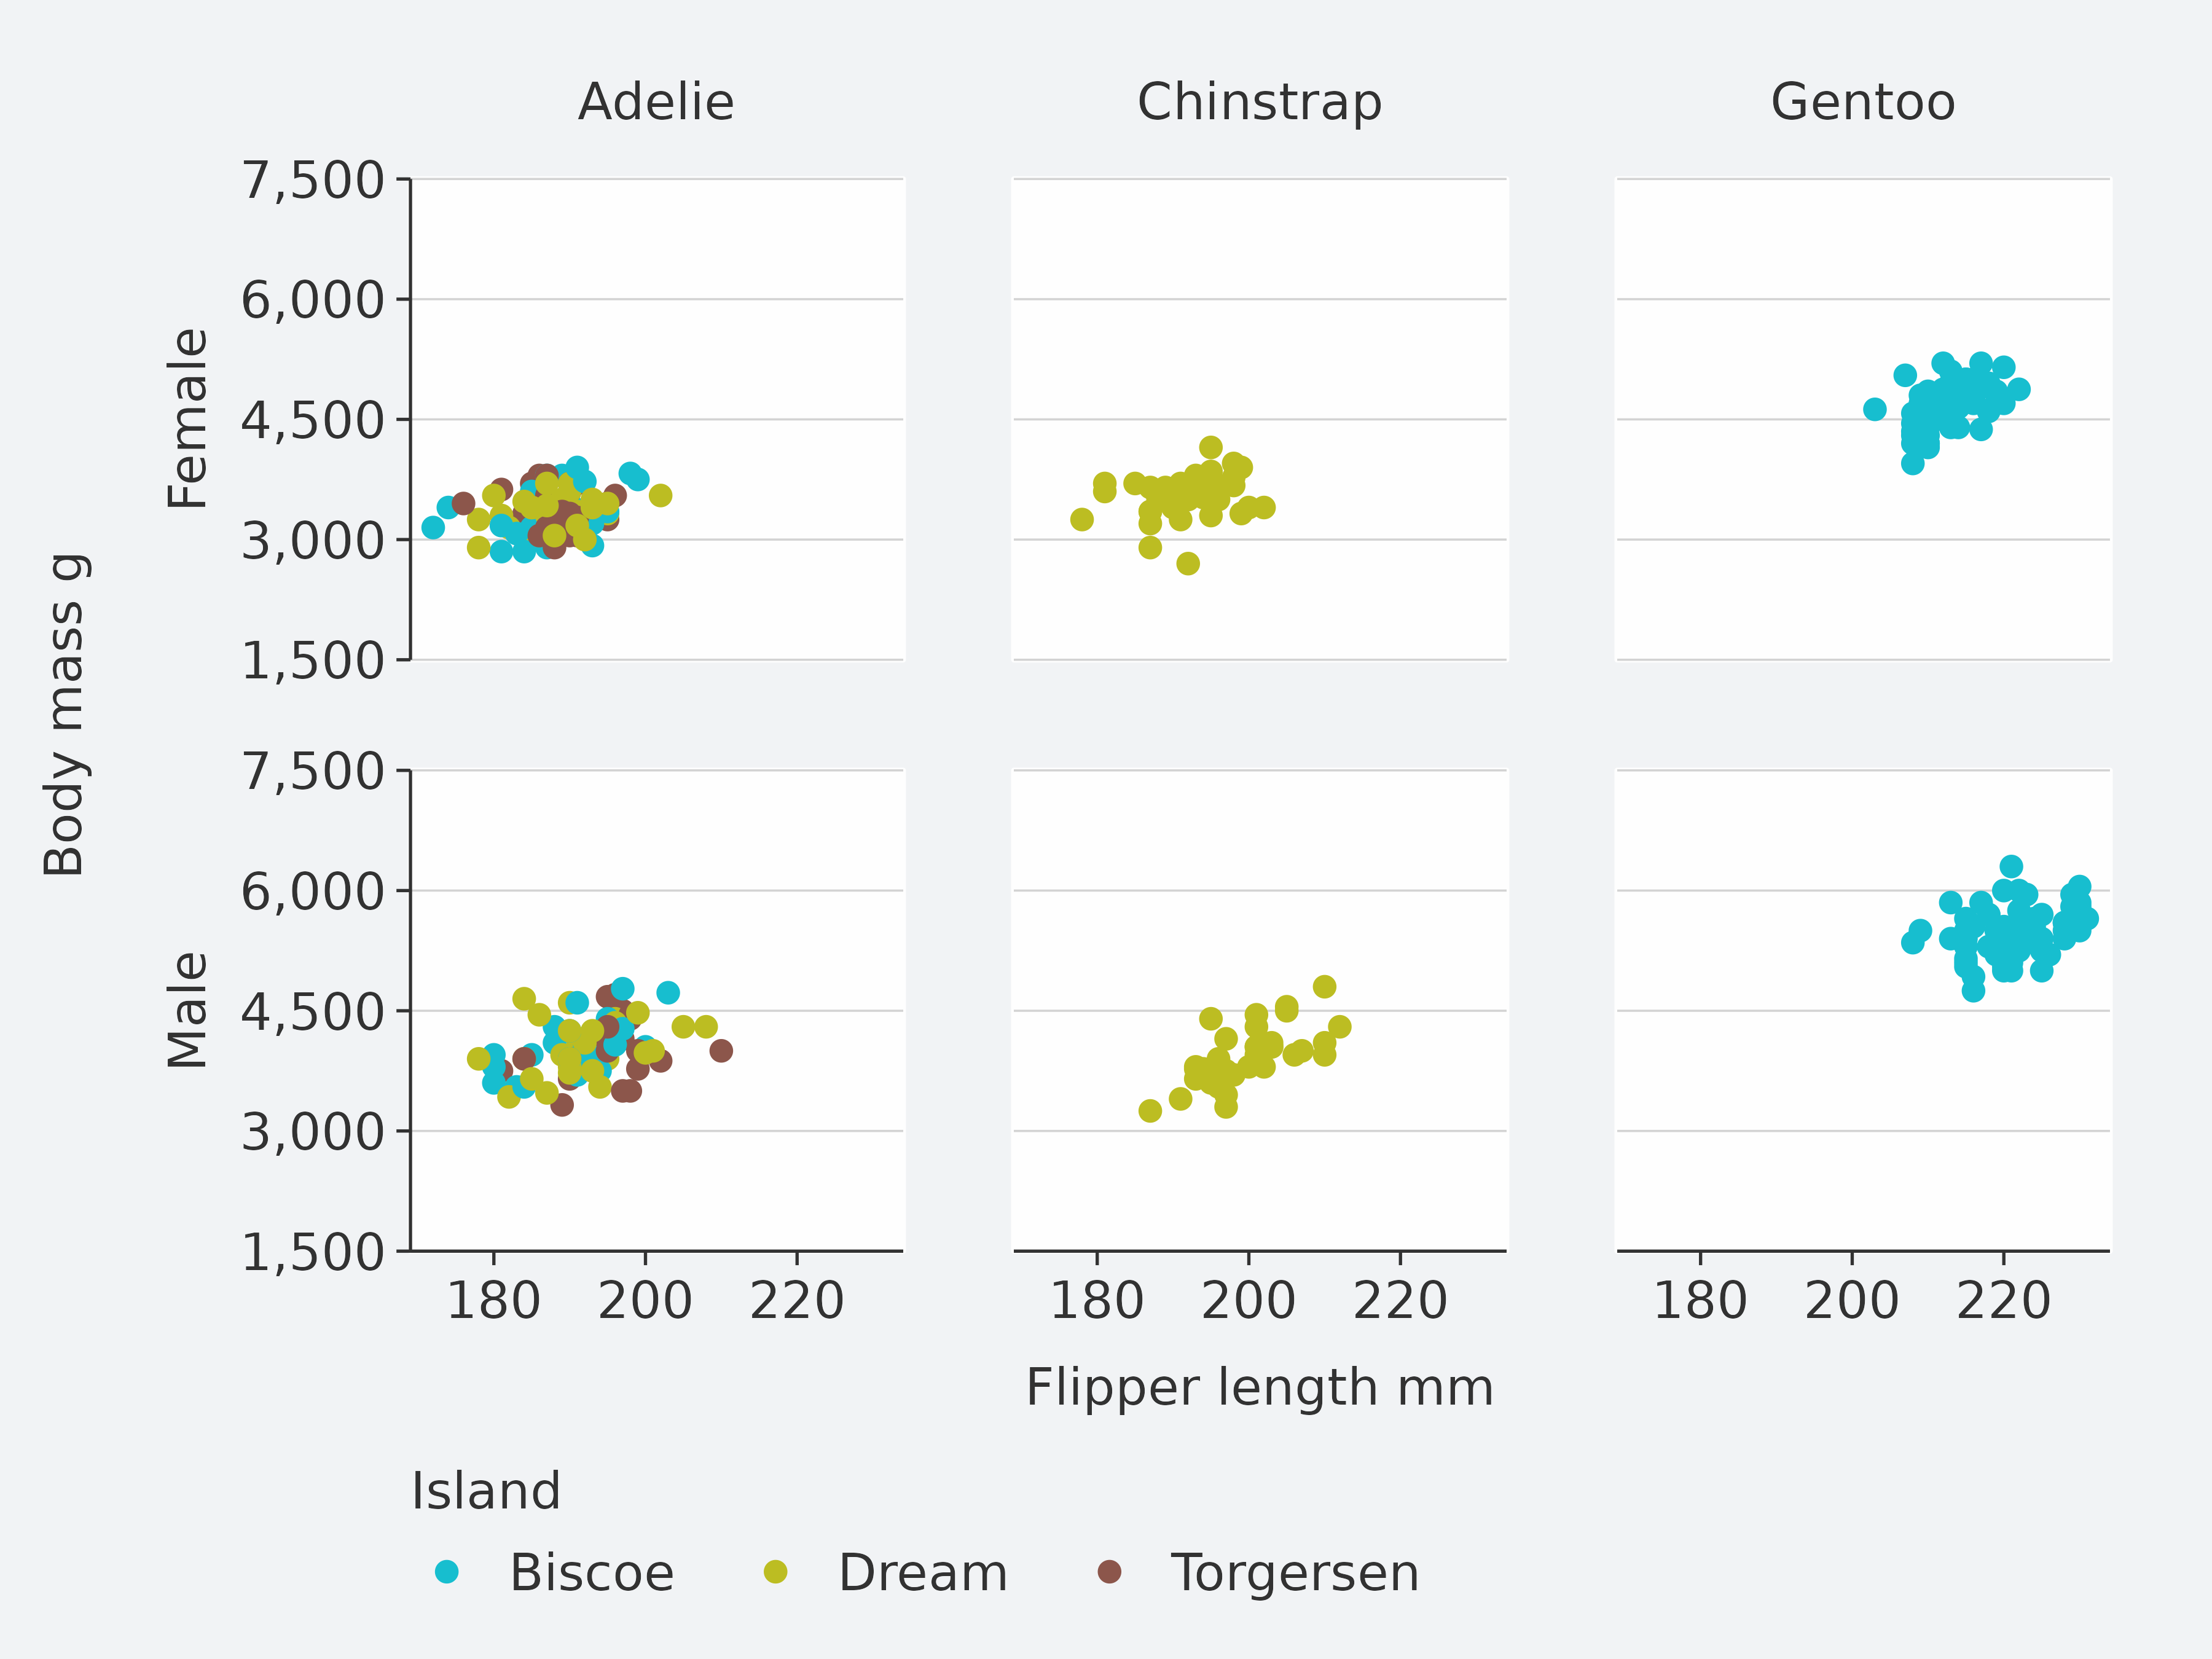 Adelie Chinstrap Gentoo
Body mass g
Female
7,500
6,000
4,500
3,000
1,500
Male
7,500
6,000
4,500
3,000
1,500
180 200 220 180 200 220 180 200 220
Flipper length mm
Island
Biscoe Dream Torgersen